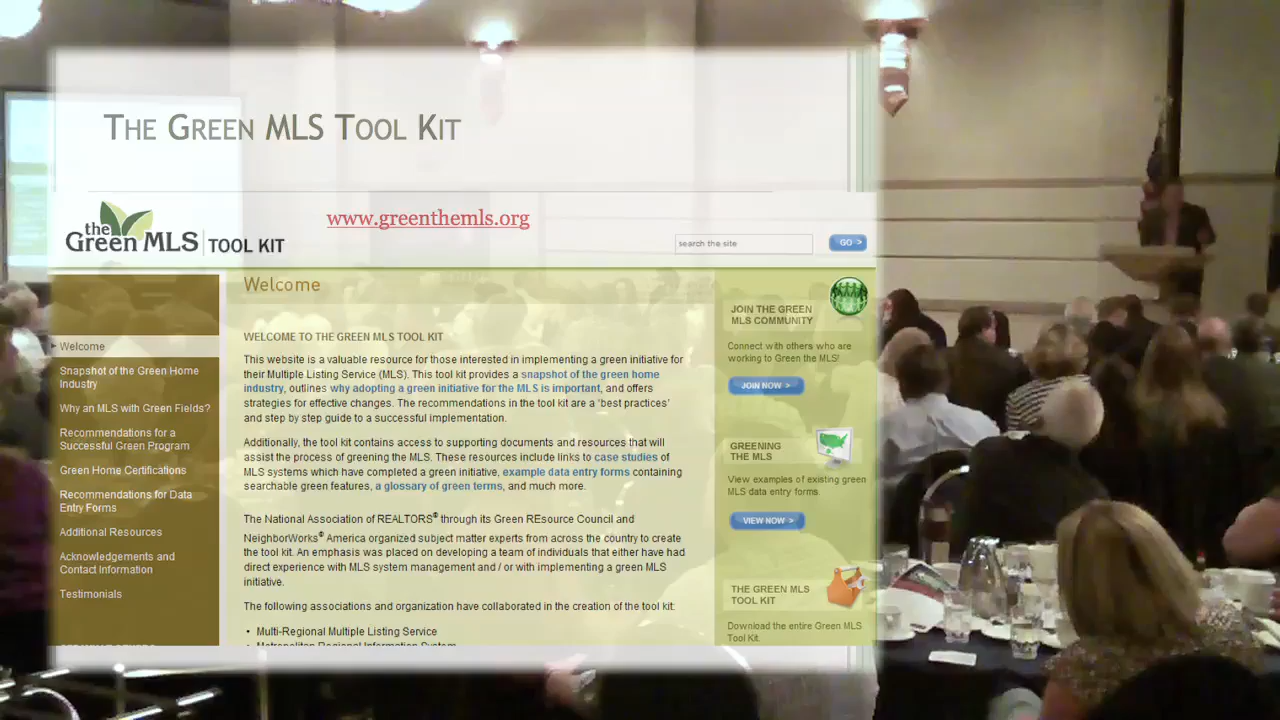 THE GREEN MLS TOOL KIT
www.greenthemls.org
the
Green MLS | TOOL KIT
search the site
GO >
Welcome
Welcome
Snapshot of the Green Home
Industry
Why an MLS with Green Fields?
Recommendations for a
Successful Green Program
Green Home Certifications
Recommendations for Data
Entry Forms
Additional Resources
Acknowledgements and
Contact Information
Testimonials
WELCOME TO THE GREEN MLS TOOL KIT
This website is a valuable resource for those interested in implementing a green initiative for
their Multiple Listing Service (MLS). This tool kit provides a snapshot of the green home
industry, outlines why adopting a green initiative for the MLS is important, and offers
strategies for effective changes. The recommendations in the tool kit are a 'best practices'
and step by step guide to a successful implementation.
Additionally, the tool kit contains access to supporting documents and resources that will
assist the process of greening the MLS. These resources include links to case studies of
MLS systems which have completed a green initiative, example data entry forms containing
searchable green features, a glossary of green terms, and much more.
The National Association of REALTORS® through its Green REsource Council and
NeighborWorks® America organized subject matter experts from across the country to create
the tool kit. An emphasis was placed on developing a team of individuals that either have had
direct experience with MLS system management and / or with implementing a green MLS
initiative.
The following associations and organization have collaborated in the creation of the tool kit:
• Multi-Regional Multiple Listing Service
• Metropolitan Regional Information System
JOIN THE GREEN
MLS COMMUNITY
Connect with others who are
working to Green the MLS!
JOIN NOW >
GREENING
THE MLS
View examples of existing green
MLS data entry forms.
VIEW NOW >
THE GREEN MLS
TOOL KIT
Download the entire Green MLS
Tool Kit.